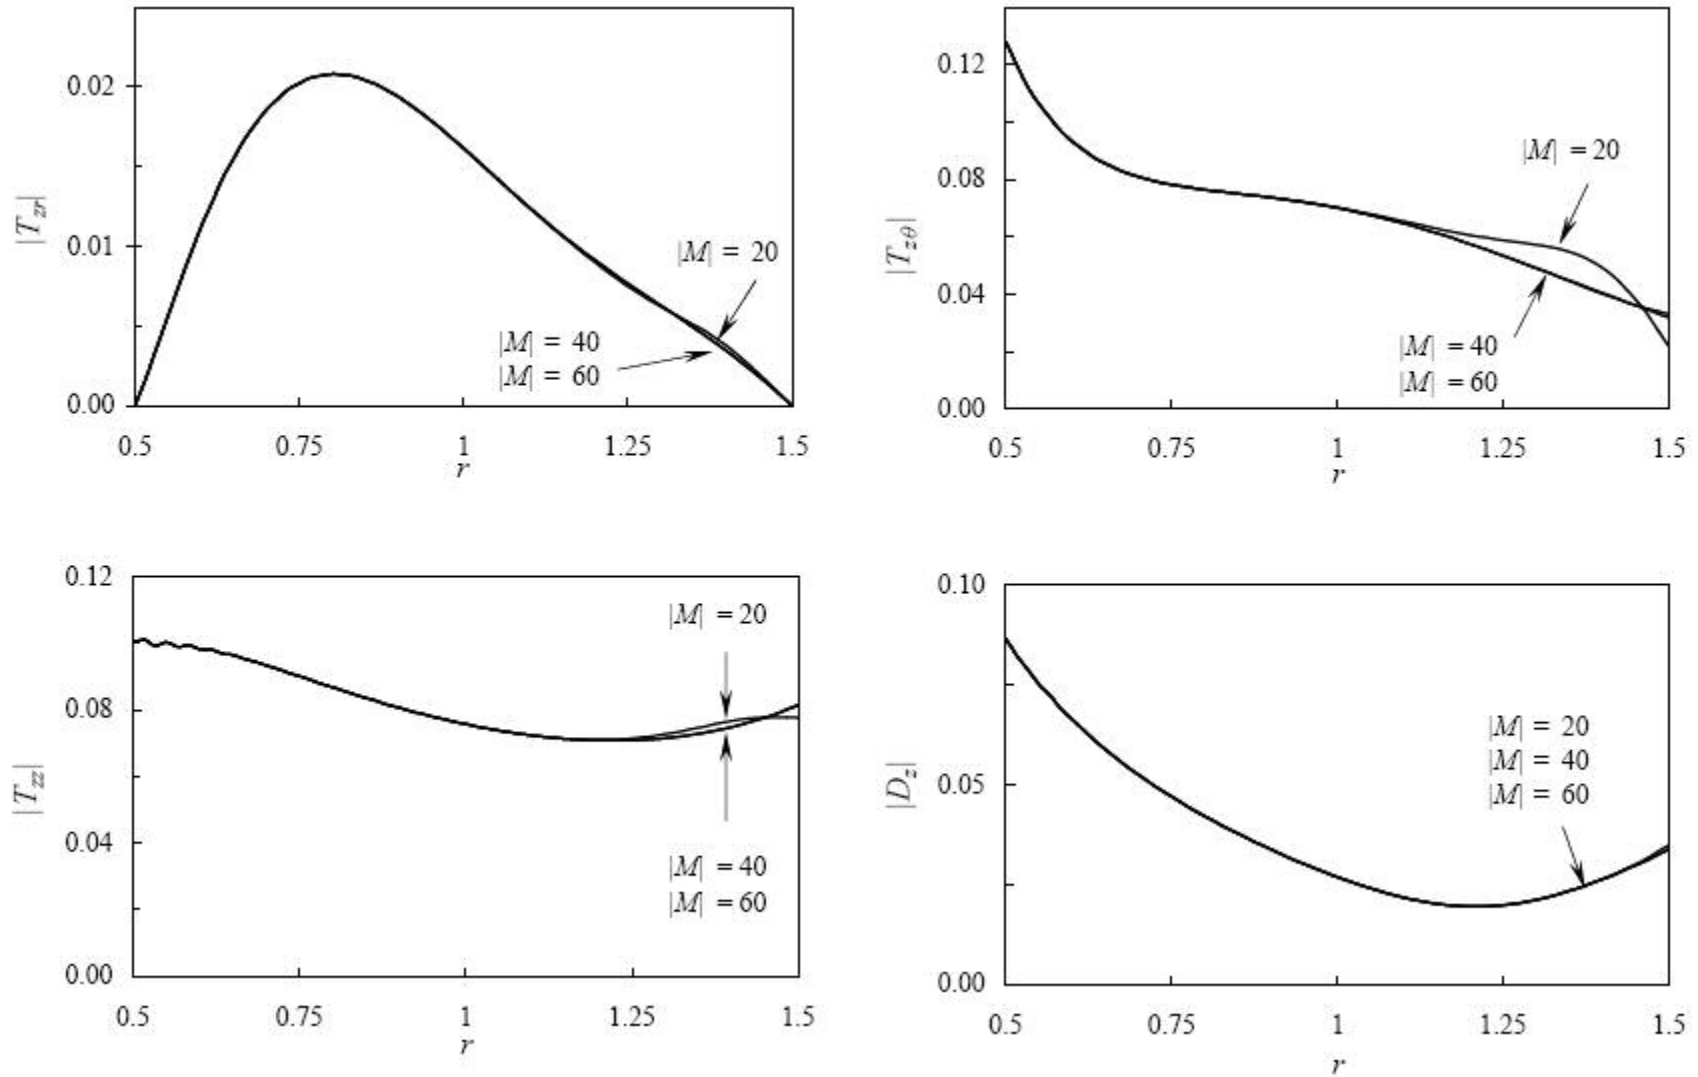 |T_zr|
0.02
0.01
0.00
|M| = 20
|M| = 40
|M| = 60
0.5 0.75 1 1.25 1.5
r
|T_zθ|
0.12
0.08
0.04
0.00
|M| = 20
|M| = 40
|M| = 60
0.5 0.75 1 1.25 1.5
r
|T_zz|
0.12
0.08
0.04
0.00
|M| = 20
|M| = 40
|M| = 60
0.5 0.75 1 1.25 1.5
r
|D_z|
0.10
0.05
0.00
|M| = 20
|M| = 40
|M| = 60
0.5 0.75 1 1.25 1.5
r